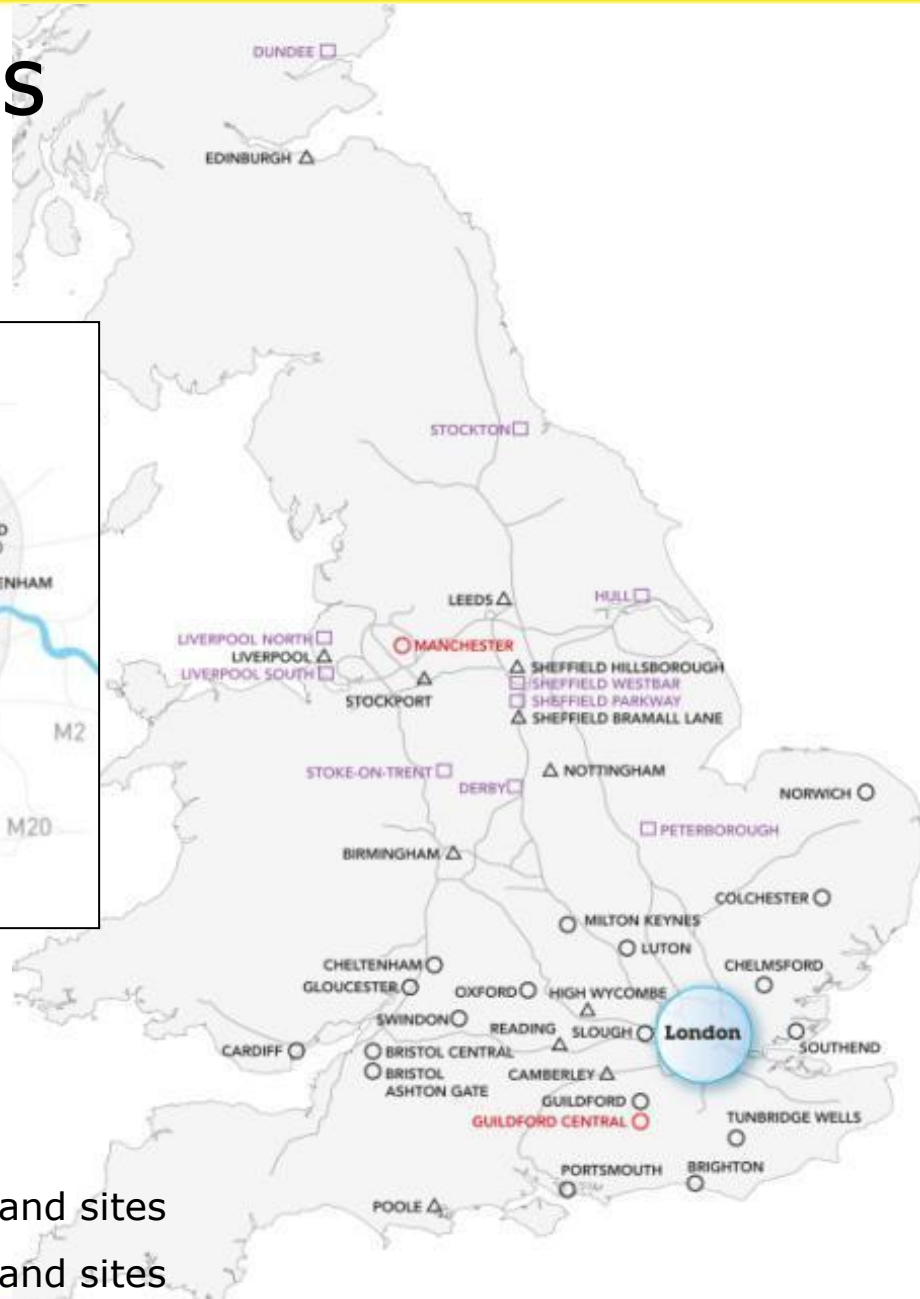 s
DUNDEE
EDINBURGH
STOCKTON
D
ENHAM
LEEDS
HULL
LIVERPOOL NORTH
MANCHESTER
LIVERPOOL
SHEFFIELD HILLSBOROUGH
LIVERPOOL SOUTH
SHEFFIELD WESTBAR
STOCKPORT
SHEFFIELD PARKWAY
SHEFFIELD BRAMALL LANE
M2
STOKE-ON-TRENT
NOTTINGHAM
DERBY
NORWICH
M20
PETERBOROUGH
BIRMINGHAM
COLCHESTER
MILTON KEYNES
LUTON
CHELTENHAM
CHELMSFORD
GLOUCESTER
OXFORD
HIGH WYCOMBE
SWINDON
READING
SLOUGH
London
CARDIFF
BRISTOL CENTRAL
SOUTHEND
BRISTOL
ASHTON GATE
CAMBERLEY
GUILDFORD
GUILDFORD CENTRAL
TUNBRIDGE WELLS
PORTSMOUTH
BRIGHTON
POOLE
and sites
and sites